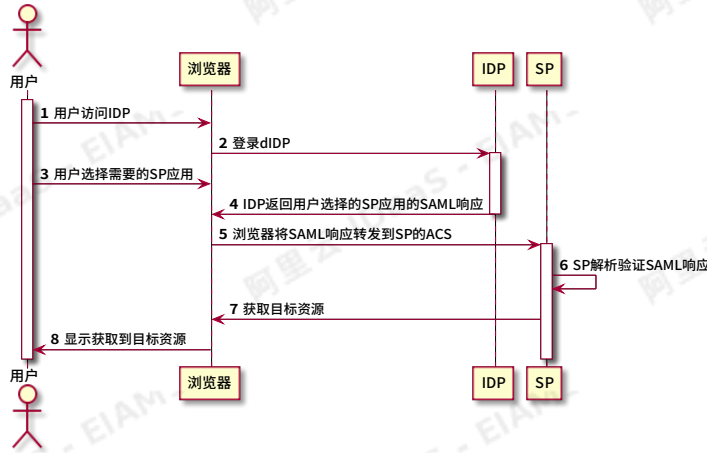 用户
浏览器
IDP
SP
1 用户访问IDP
2 登录dIDP
3 用户选择需要的SP应用
4 IDP返回用户选择的SP应用的SAML响应
5 浏览器将SAML响应转发到SP的ACS
6 SP解析验证SAML响应
7 获取目标资源
8 显示获取到目标资源
用户
浏览器
IDP
SP
阿里云 IDaaS - EIAM